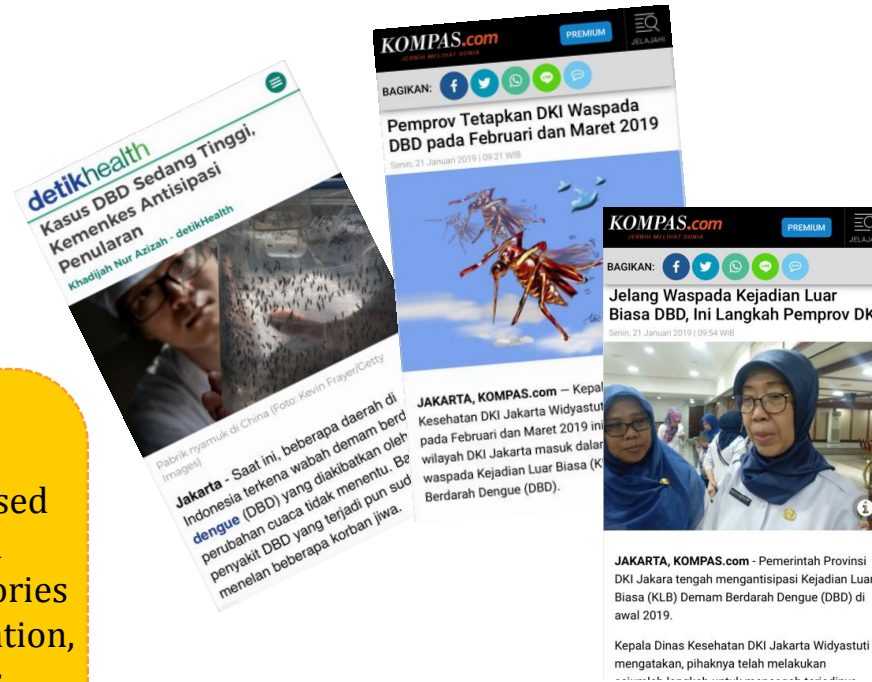 detikhealth
Kasus DBD Sedang Tinggi,
Kemenkes Antisipasi
Penularan
Khadijah Nur Azizah - detikHealth
Pabrik nyamuk di China (Foto: Kevin Frayer/Getty
Images)
Jakarta - Saat ini, beberapa daerah di
Indonesia terkena wabah demam berd
dengue (DBD) yang diakibatkan oleh
perubahan cuaca tidak menentu. Ba
penyakit DBD yang terjadi pun sud
menelan beberapa korban jiwa.
KOMPAS.com
JERNIH MELIHAT DUNIA
PREMIUM
JELAJAHI
BAGIKAN:
Pemprov Tetapkan DKI Waspada
DBD pada Februari dan Maret 2019
Senin, 21 Januari 2019 | 09:21 WIB
JAKARTA, KOMPAS.com — Kepal
Kesehatan DKI Jakarta Widyastut
pada Februari dan Maret 2019 ini
wilayah DKI Jakarta masuk dalar
waspada Kejadian Luar Biasa (K
Berdarah Dengue (DBD).
KOMPAS.com
JERNIH MELIHAT DUNIA
PREMIUM
JELAJ
BAGIKAN:
Jelang Waspada Kejadian Luar
Biasa DBD, Ini Langkah Pemprov DK
Senin, 21 Januari 2019 | 09:54 WIB
JAKARTA, KOMPAS.com - Pemerintah Provinsi
DKI Jakara tengah mengantisipasi Kejadian Luar
Biasa (KLB) Demam Berdarah Dengue (DBD) di
awal 2019.
Kepala Dinas Kesehatan DKI Jakarta Widyastuti
mengatakan, pihaknya telah melakukan
sed
ories
ation,